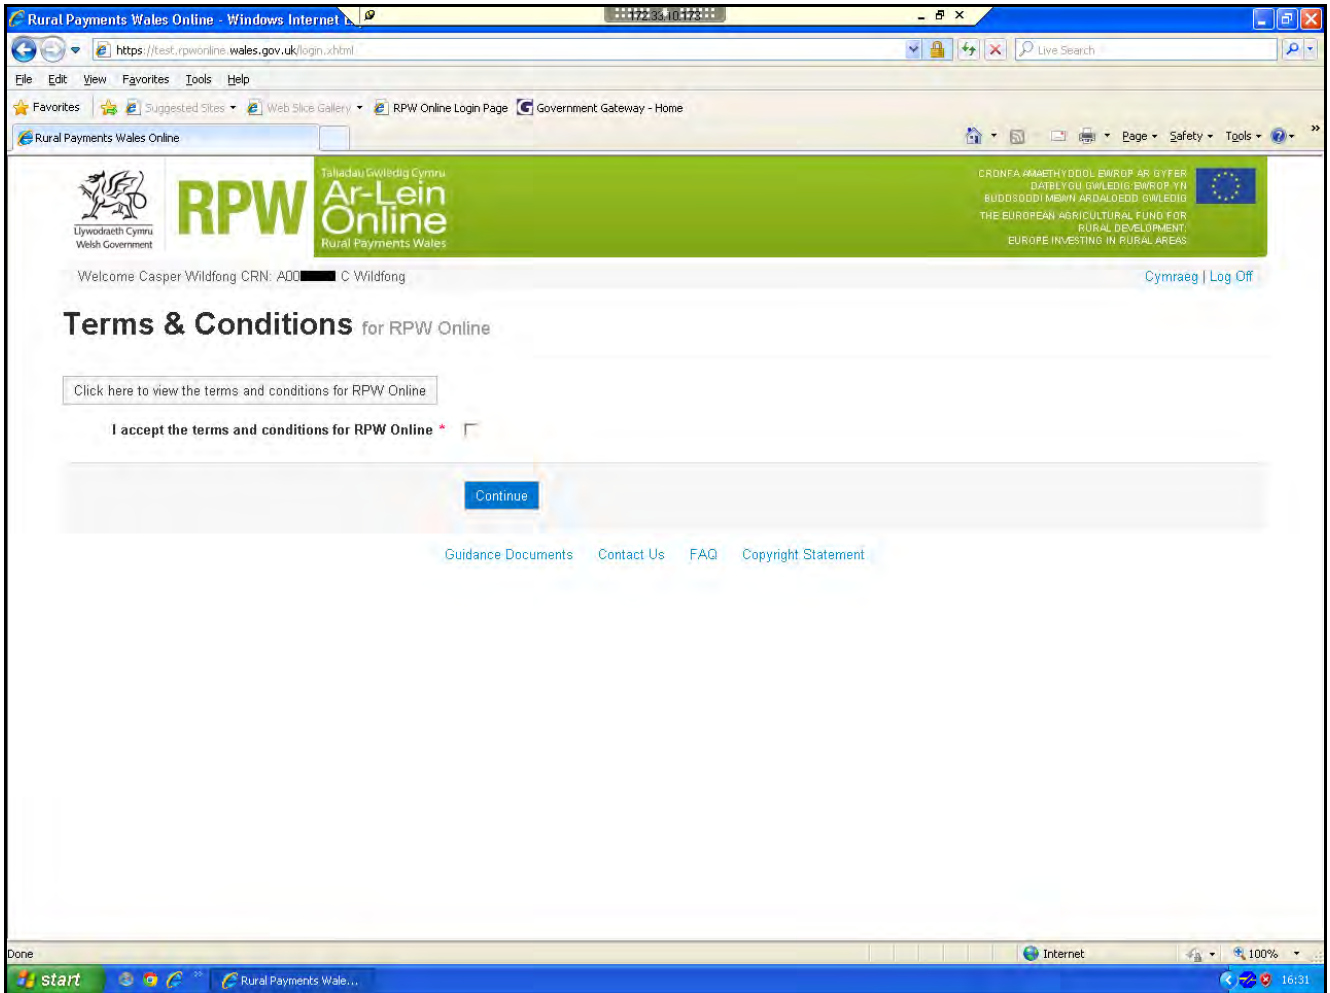 Rural Payments Wales Online - Windows Internet
172.33.10.173
https://test.rpwonline.wales.gov.uk/login.xhtml
Live Search
File Edit View Favorites Tools Help
Favorites Suggested Sites Web Slice Gallery RPW Online Login Page Government Gateway - Home
Rural Payments Wales Online
Page Safety Tools
Llywodraeth Cymru
Welsh Government
RPW
Taliadau Gwledig Cymru
Ar-Lein
Online
Rural Payments Wales
CRONFA AMAETHYDDOL EWROP AR GYFER
DATBLYGU GWLEDIG: EWROP YN
BUDDSODDI MEWN ARDALOEDD GWLEDIG
THE EUROPEAN AGRICULTURAL FUND FOR
RURAL DEVELOPMENT:
EUROPE INVESTING IN RURAL AREAS
Welcome Casper Wildfong CRN: A00 C Wildfong
Cymraeg | Log Off
Terms & Conditions for RPW Online
Click here to view the terms and conditions for RPW Online
I accept the terms and conditions for RPW Online *
Continue
Guidance Documents Contact Us FAQ Copyright Statement
Done
Internet
100%
start
Rural Payments Wale...
16:31